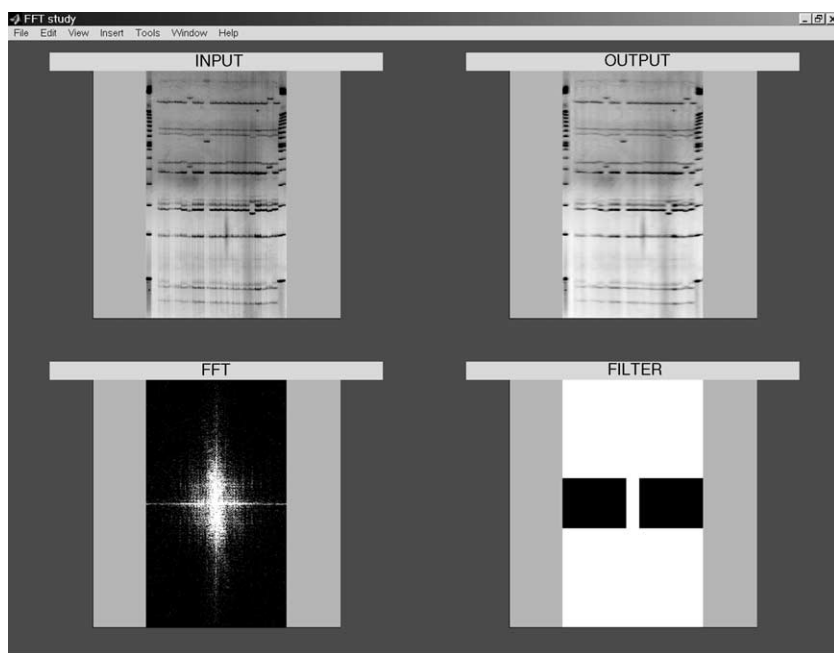 FFT study
File Edit View Insert Tools Window Help
INPUT
OUTPUT
FFT
FILTER